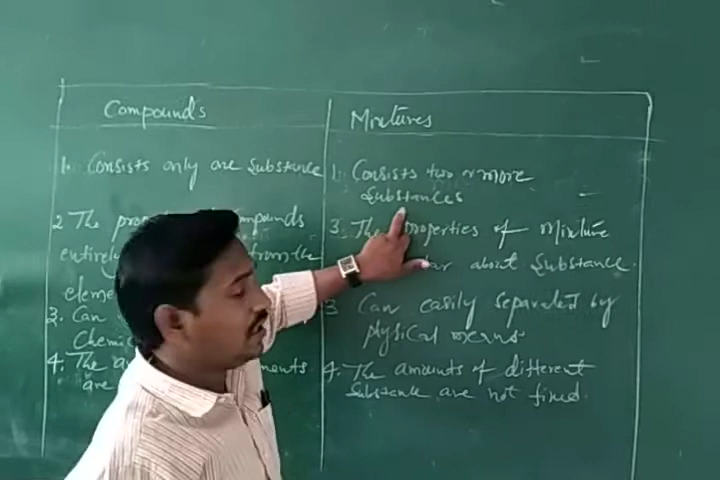 Compounds
1. Consists only one Substance
2 The pro mpounds
entirely from the
eleme
3. Can
Chemic
4. The a ments
are
Mixtures
1. Consists two or more
Substances
3. The properties of Mixture
about Substance.
3 Can easily separated by
physical means.
4. The amounts of different
Substance are not fixed.